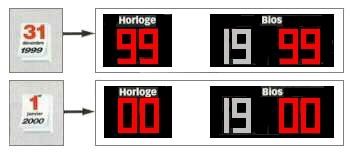 31
décembre
1999
Horloge
99
Bios
19 99
1er
janvier
2000
Horloge
00
Bios
19 00